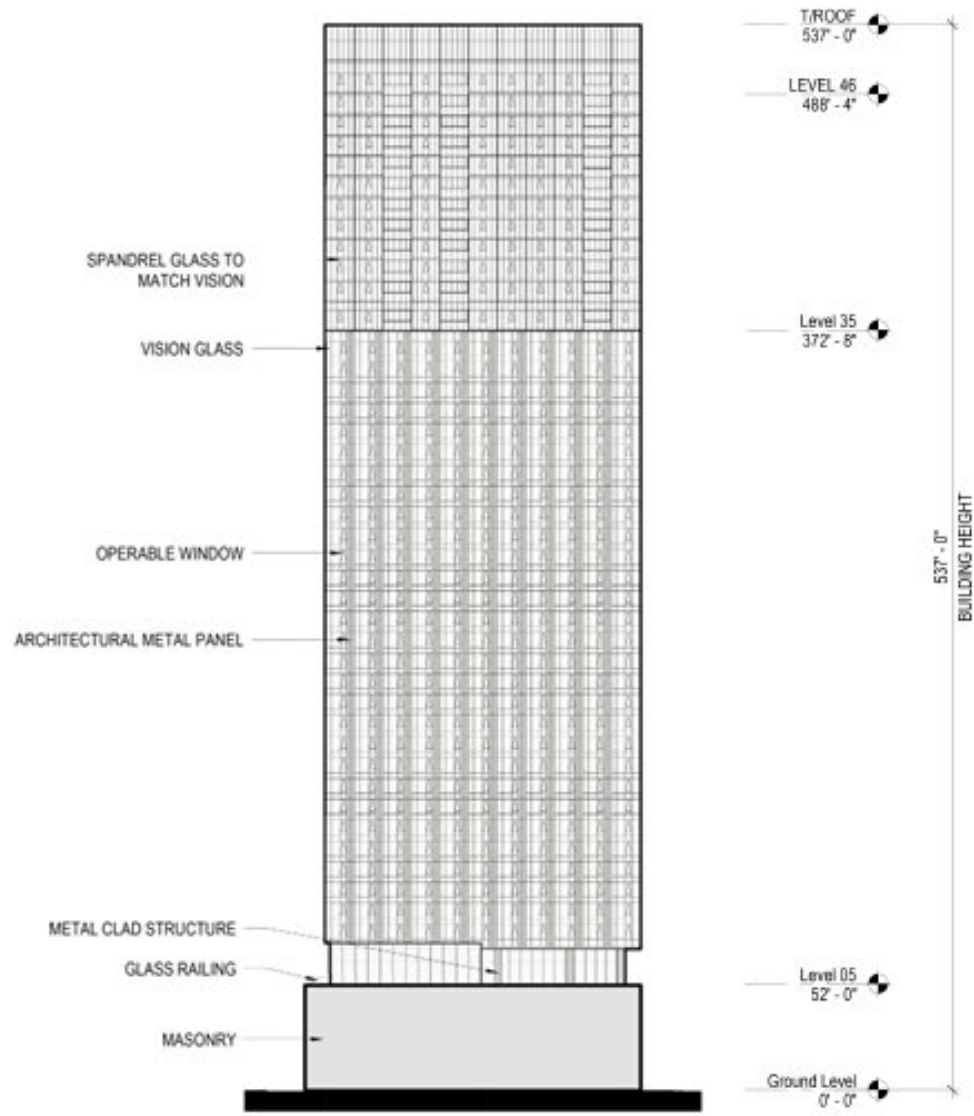 T/ROOF
537' - 0"
LEVEL 46
488' - 4"
SPANDREL GLASS TO
MATCH VISION
Level 35
372' - 8"
VISION GLASS
OPERABLE WINDOW
537' - 0"
BUILDING HEIGHT
ARCHITECTURAL METAL PANEL
METAL CLAD STRUCTURE
GLASS RAILING
Level 05
52' - 0"
MASONRY
Ground Level
0' - 0"